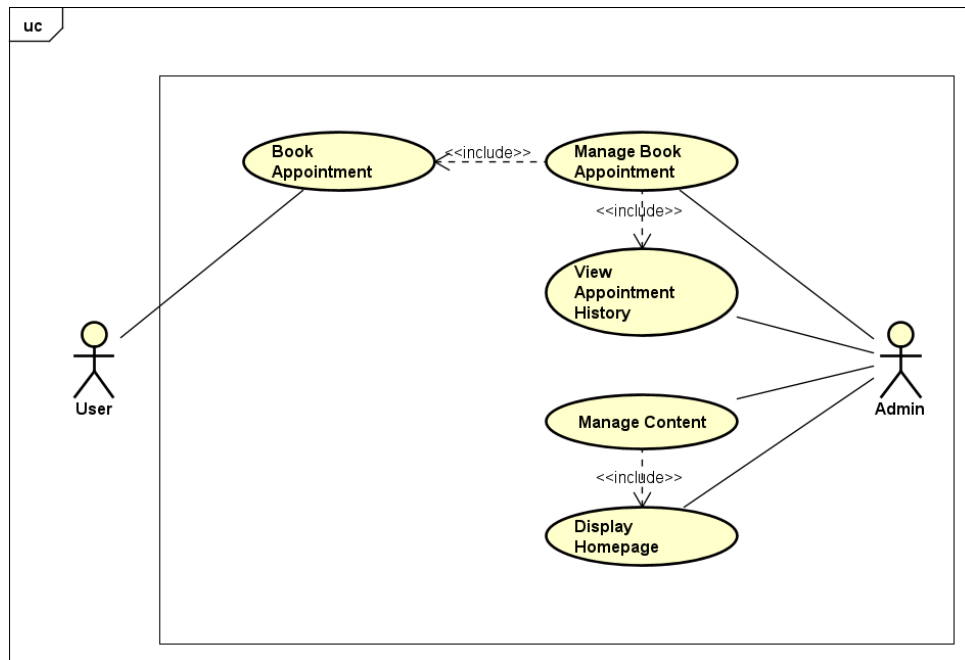 uc
Book
Appointment
<<include>>
Manage Book
Appointment
<<include>>
View
Appointment
History
User
Admin
Manage Content
<<include>>
Display
Homepage